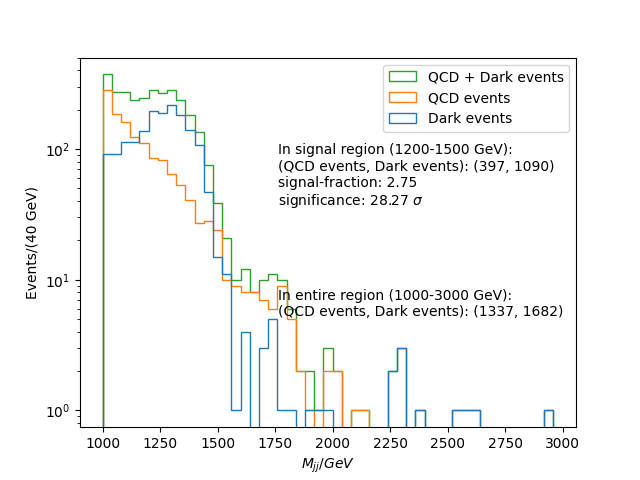 QCD + Dark events
QCD events
Dark events
In signal region (1200-1500 GeV):
(QCD events, Dark events): (397, 1090)
signal-fraction: 2.75
significance: 28.27 σ
In entire region (1000-3000 GeV):
(QCD events, Dark events): (1337, 1682)
Events/(40 GeV)
10²
10¹
10⁰
1000 1250 1500 1750 2000 2250 2500 2750 3000
M_{jj}/GeV